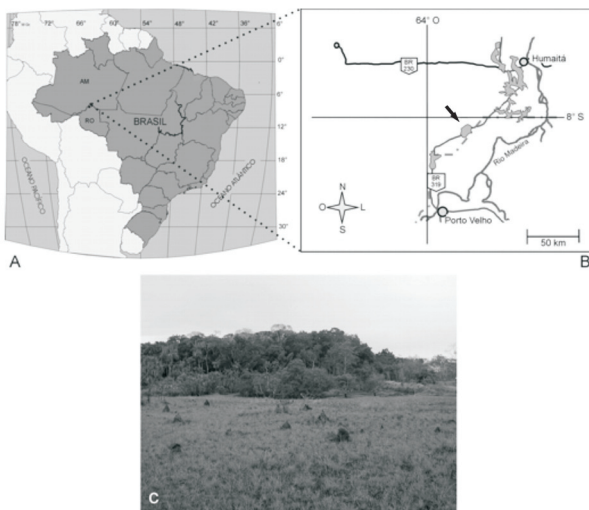 78° W 72° 66° 60° 54° 48° 42° 36°
0°
6°
12°
18°
24°
30°
AM
RO
BRASIL
OCEANO PACÍFICO
OCEANO ATLÂNTICO
A
64° O
BR
230
Humaitá
8° S
Rio Madeira
BR
319
N
O
L
S
Porto Velho
50 km
B
C